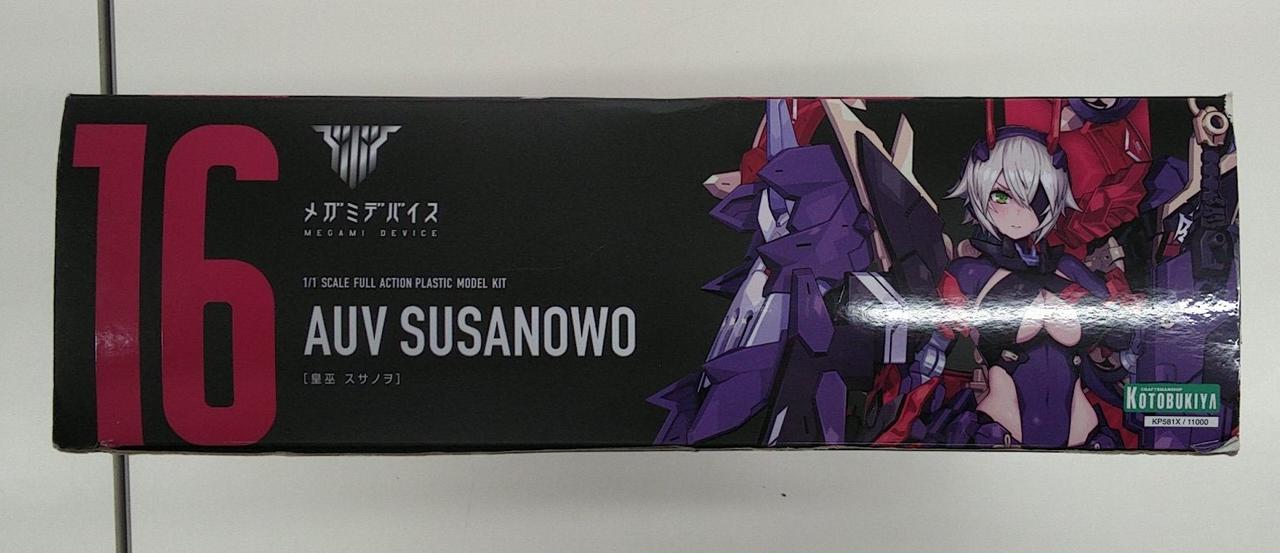 16
メガミデバイス
MEGAMI DEVICE
1/1 SCALE FULL ACTION PLASTIC MODEL KIT
AUV SUSANOWO
[皇巫 スサノヲ]
CRAFTSMANSHIP
KOTOBUKIYA
KP581X / 11000